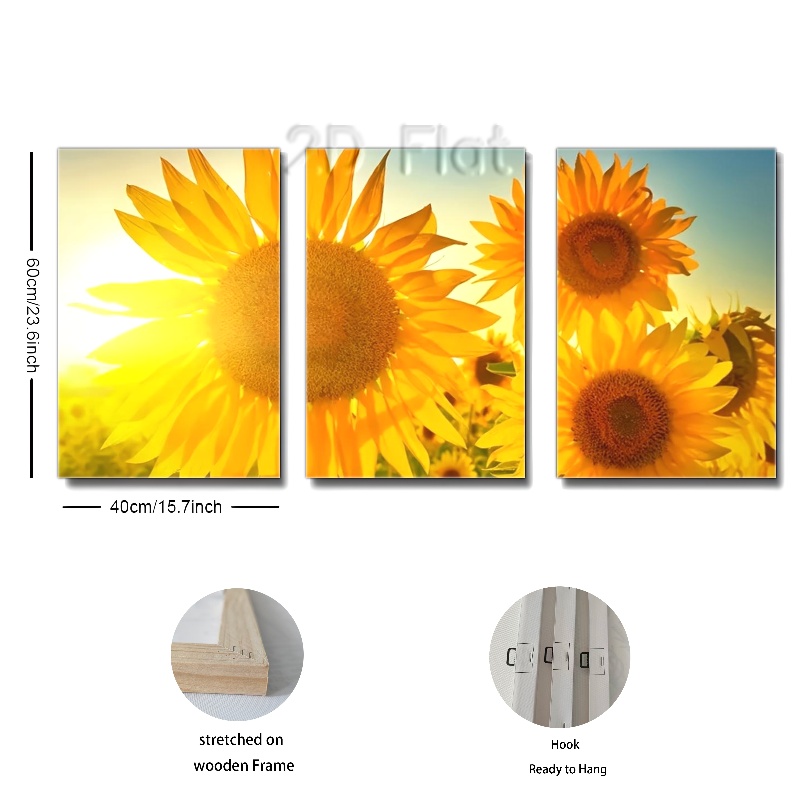 2D Flat
60cm/23.6inch
40cm/15.7inch
stretched on
wooden Frame
Hook
Ready to Hang